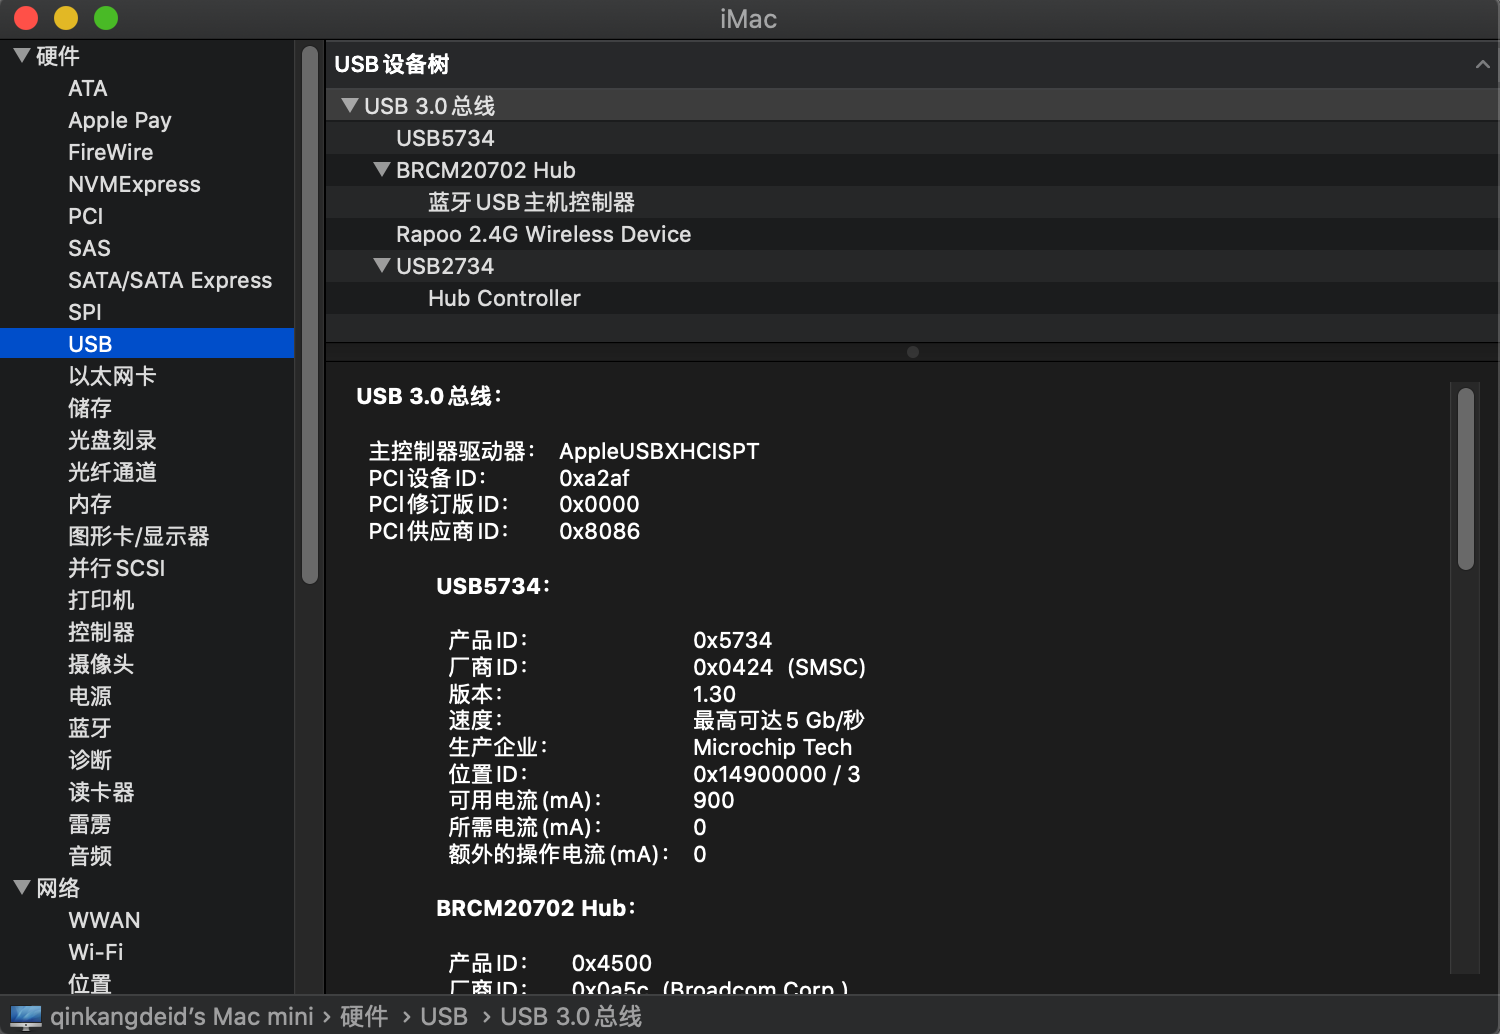 iMac
硬件
ATA
Apple Pay
FireWire
NVMExpress
PCI
SAS
SATA/SATA Express
SPI
USB
以太网卡
储存
光盘刻录
光纤通道
内存
图形卡/显示器
并行 SCSI
打印机
控制器
摄像头
电源
蓝牙
诊断
读卡器
雷雳
音频
网络
WWAN
Wi-Fi
位置
USB 设备树
USB 3.0 总线
USB5734
BRCM20702 Hub
蓝牙 USB 主机控制器
Rapoo 2.4G Wireless Device
USB2734
Hub Controller
USB 3.0 总线：
主控制器驱动器： AppleUSBXHCISPT
PCI 设备 ID： 0xa2af
PCI 修订版 ID： 0x0000
PCI 供应商 ID： 0x8086
USB5734：
产品 ID： 0x5734
厂商 ID： 0x0424 (SMSC)
版本： 1.30
速度： 最高可达 5 Gb/秒
生产企业： Microchip Tech
位置 ID： 0x14900000 / 3
可用电流 (mA)： 900
所需电流 (mA)： 0
额外的操作电流 (mA)： 0
BRCM20702 Hub：
产品 ID： 0x4500
厂商 ID： 0x0a5c (Broadcom Corp.)
qinkangdeid’s Mac mini › 硬件 › USB › USB 3.0 总线